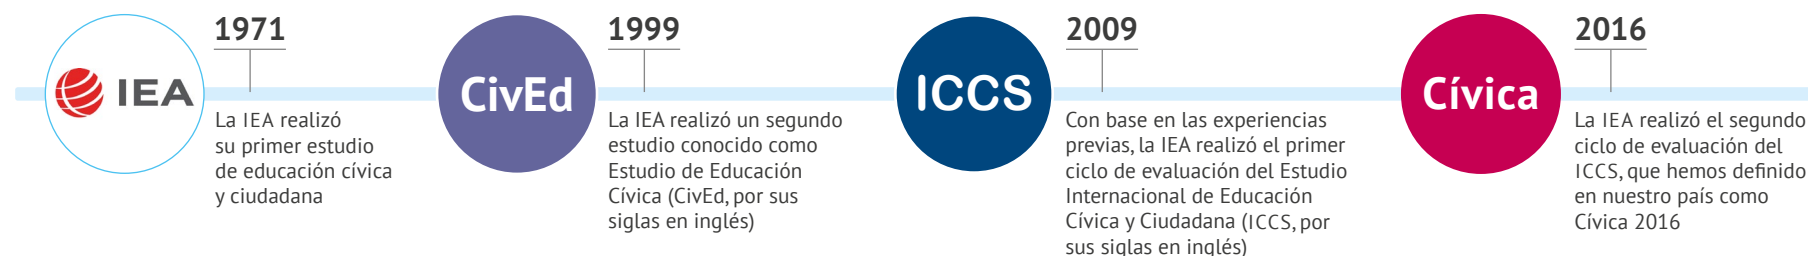 IEA
1971
La IEA realizó
su primer estudio
de educación cívica
y ciudadana
CivEd
1999
La IEA realizó un segundo
estudio conocido como
Estudio de Educación
Cívica (CivEd, por sus
siglas en inglés)
ICCS
2009
Con base en las experiencias
previas, la IEA realizó el primer
ciclo de evaluación del Estudio
Internacional de Educación
Cívica y Ciudadana (ICCS, por
sus siglas en inglés)
Cívica
2016
La IEA realizó el segundo
ciclo de evaluación del
ICCS, que hemos definido
en nuestro país como
Cívica 2016